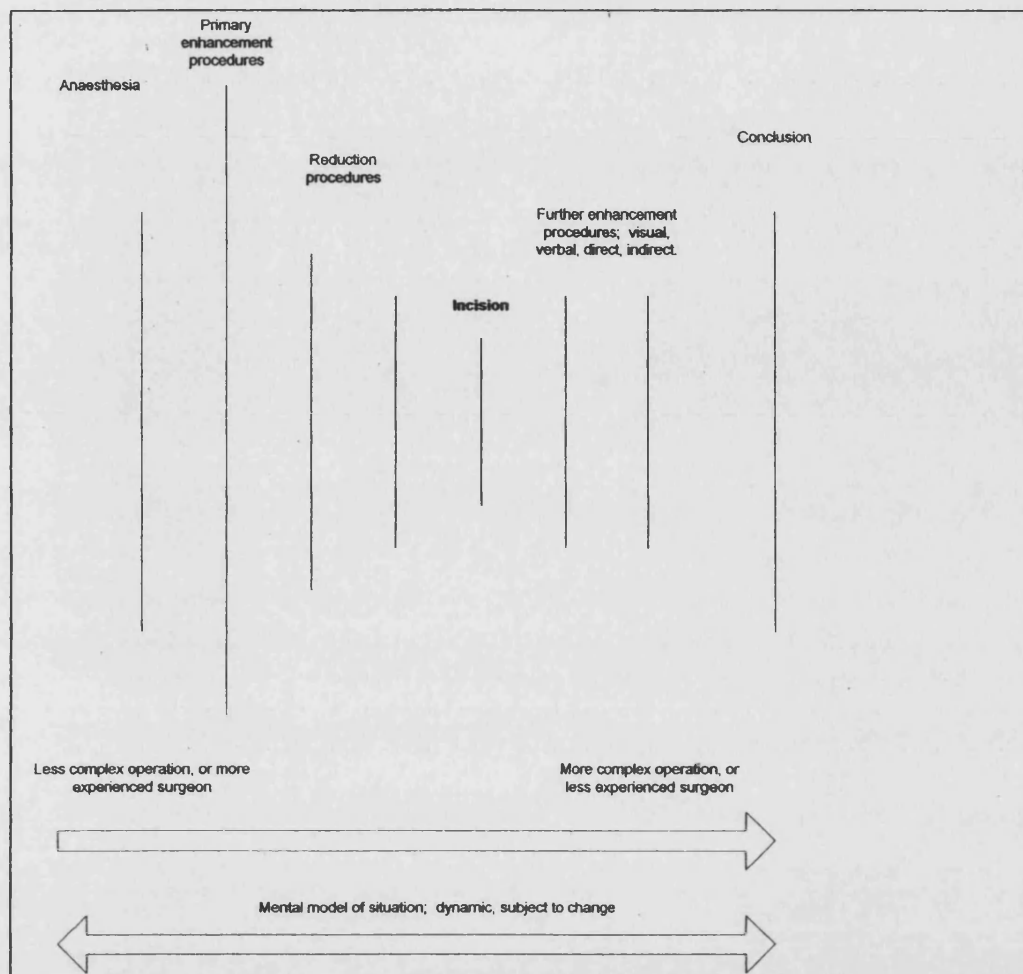 Primary
enhancement
procedures
Anaesthesia
Conclusion
Reduction
procedures
Further enhancement
procedures; visual,
verbal, direct, indirect.
Incision
Less complex operation, or more
experienced surgeon
More complex operation, or
less experienced surgeon
Mental model of situation; dynamic, subject to change